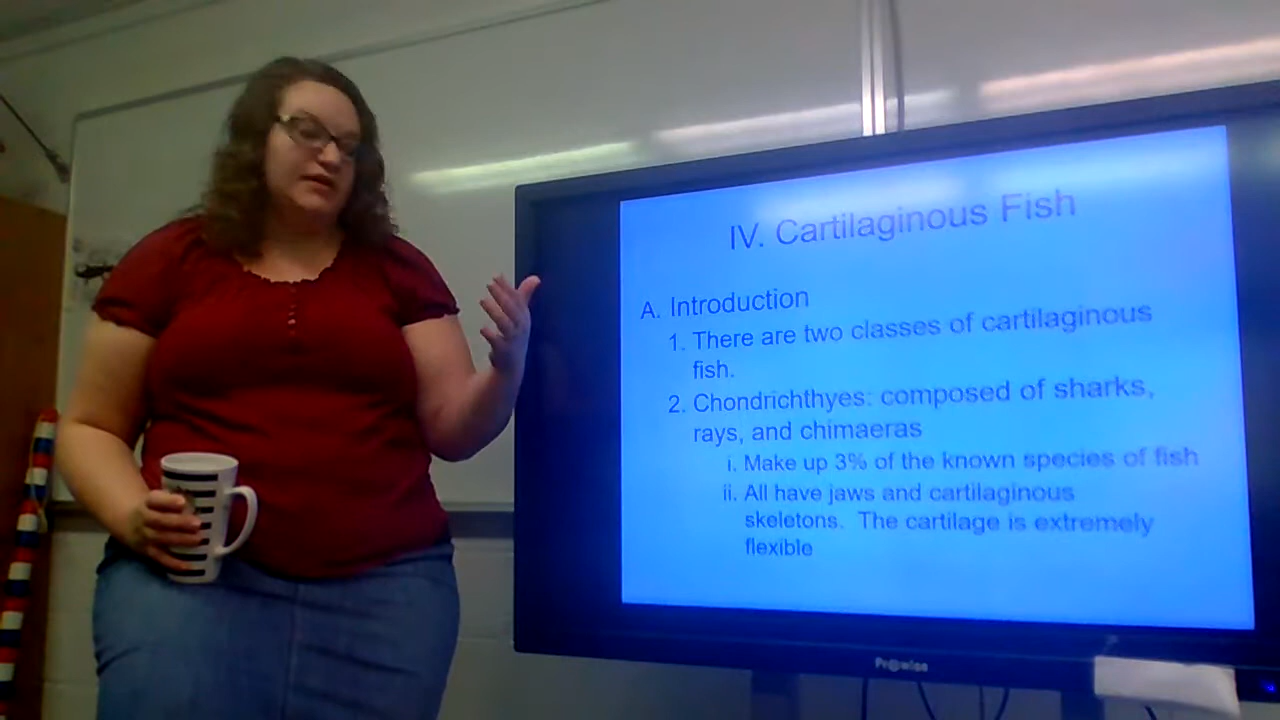 IV. Cartilaginous Fish
A. Introduction
1. There are two classes of cartilaginous
fish.
2. Chondrichthyes: composed of sharks,
rays, and chimaeras
i. Make up 3% of the known species of fish
ii. All have jaws and cartilaginous
skeletons. The cartilage is extremely
flexible
Prowise